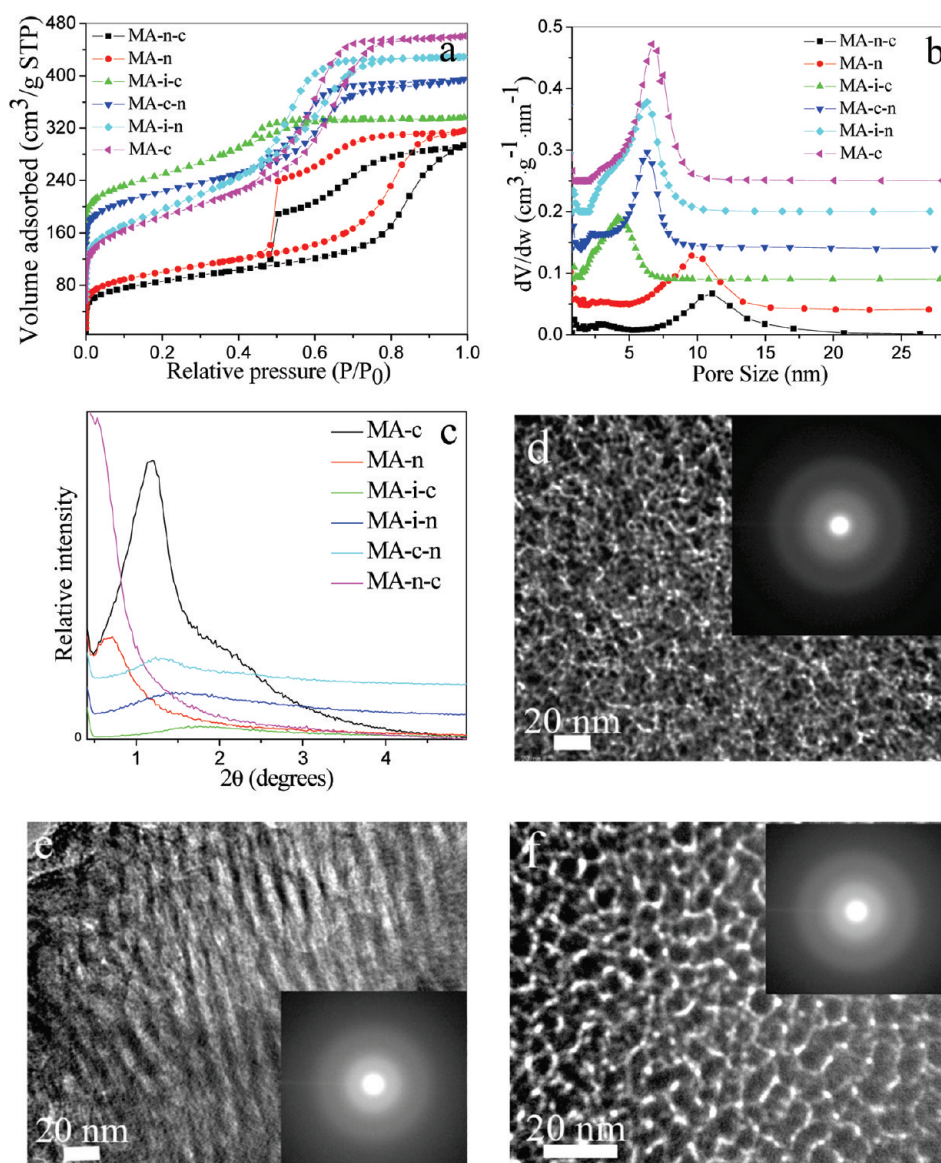 a
480
400
320
240
160
80
0.0 0.2 0.4 0.6 0.8 1.0
Relative pressure (P/P0)
Volume adsorbed (cm3/g STP)
MA-n-c
MA-n
MA-i-c
MA-c-n
MA-i-n
MA-c
b
0.5
0.4
0.3
0.2
0.1
0.0
5 10 15 20 25
Pore Size (nm)
dV/dw (cm3·g-1·nm-1)
MA-n-c
MA-n
MA-i-c
MA-c-n
MA-i-n
MA-c
c
MA-c
MA-n
MA-i-c
MA-i-n
MA-c-n
MA-n-c
Relative intensity
0
1 2 3 4
2θ (degrees)
d
20 nm
e
20 nm
f
20 nm